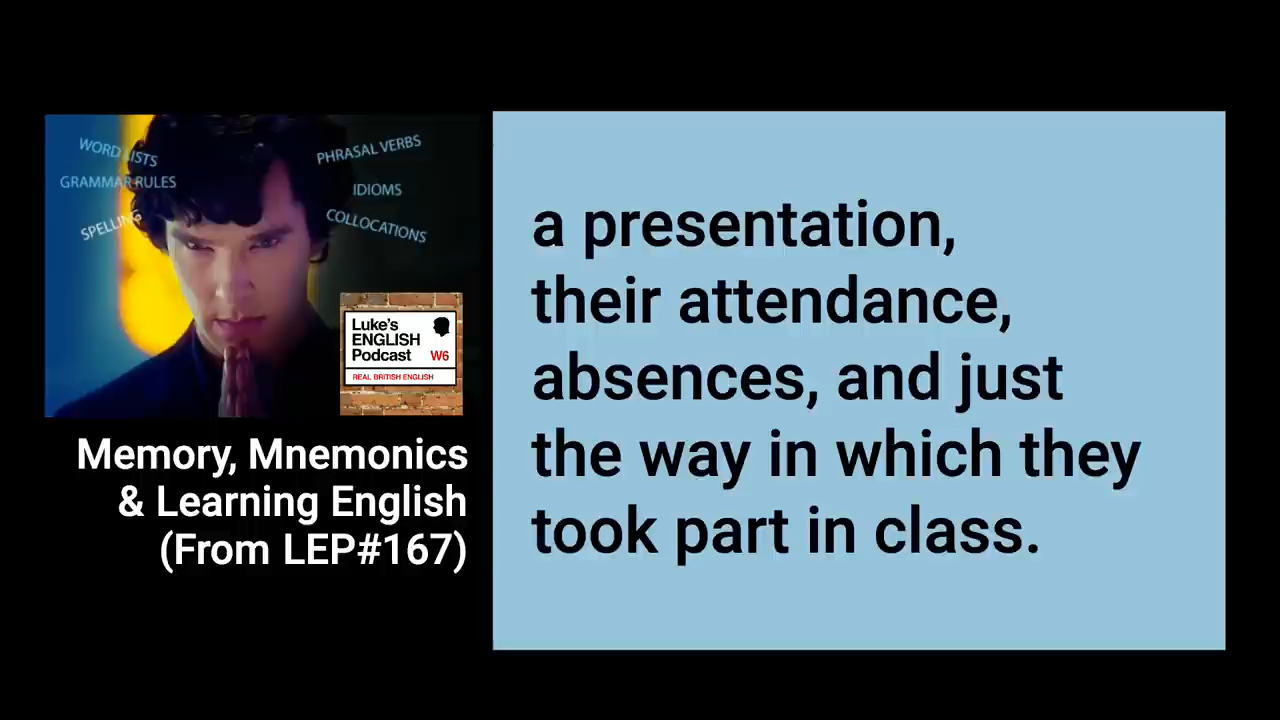 WORD LISTS
GRAMMAR RULES
SPELLING
PHRASAL VERBS
IDIOMS
COLLOCATIONS
Luke's
ENGLISH
Podcast W6
REAL BRITISH ENGLISH
Memory, Mnemonics
& Learning English
(From LEP#167)
a presentation,
their attendance,
absences, and just
the way in which they
took part in class.